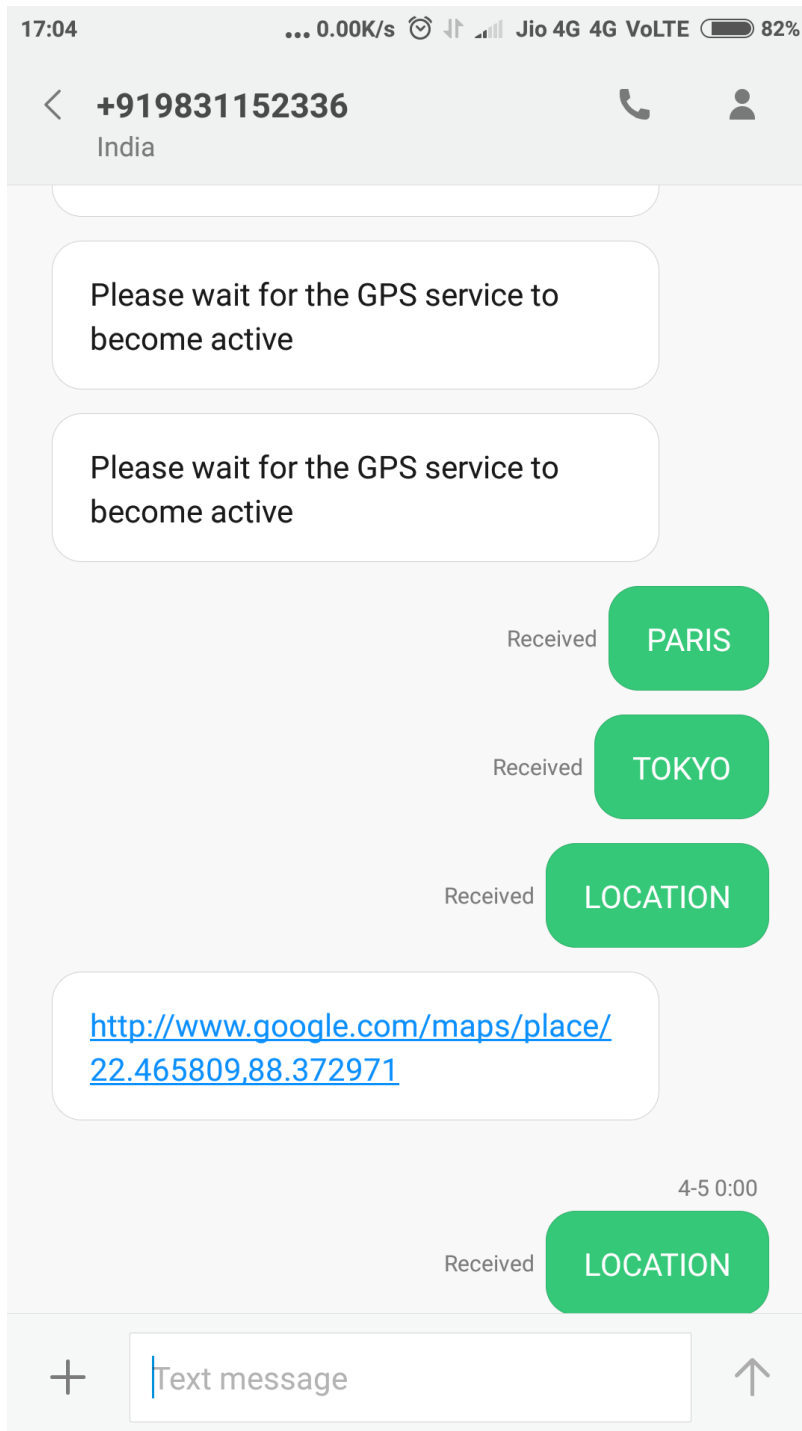 17:04 ... 0.00K/s Jio 4G 4G VoLTE 82%
+919831152336
India
Please wait for the GPS service to
become active
Please wait for the GPS service to
become active
Received PARIS
Received TOKYO
Received LOCATION
http://www.google.com/maps/place/
22.465809,88.372971
4-5 0:00
Received LOCATION
Text message